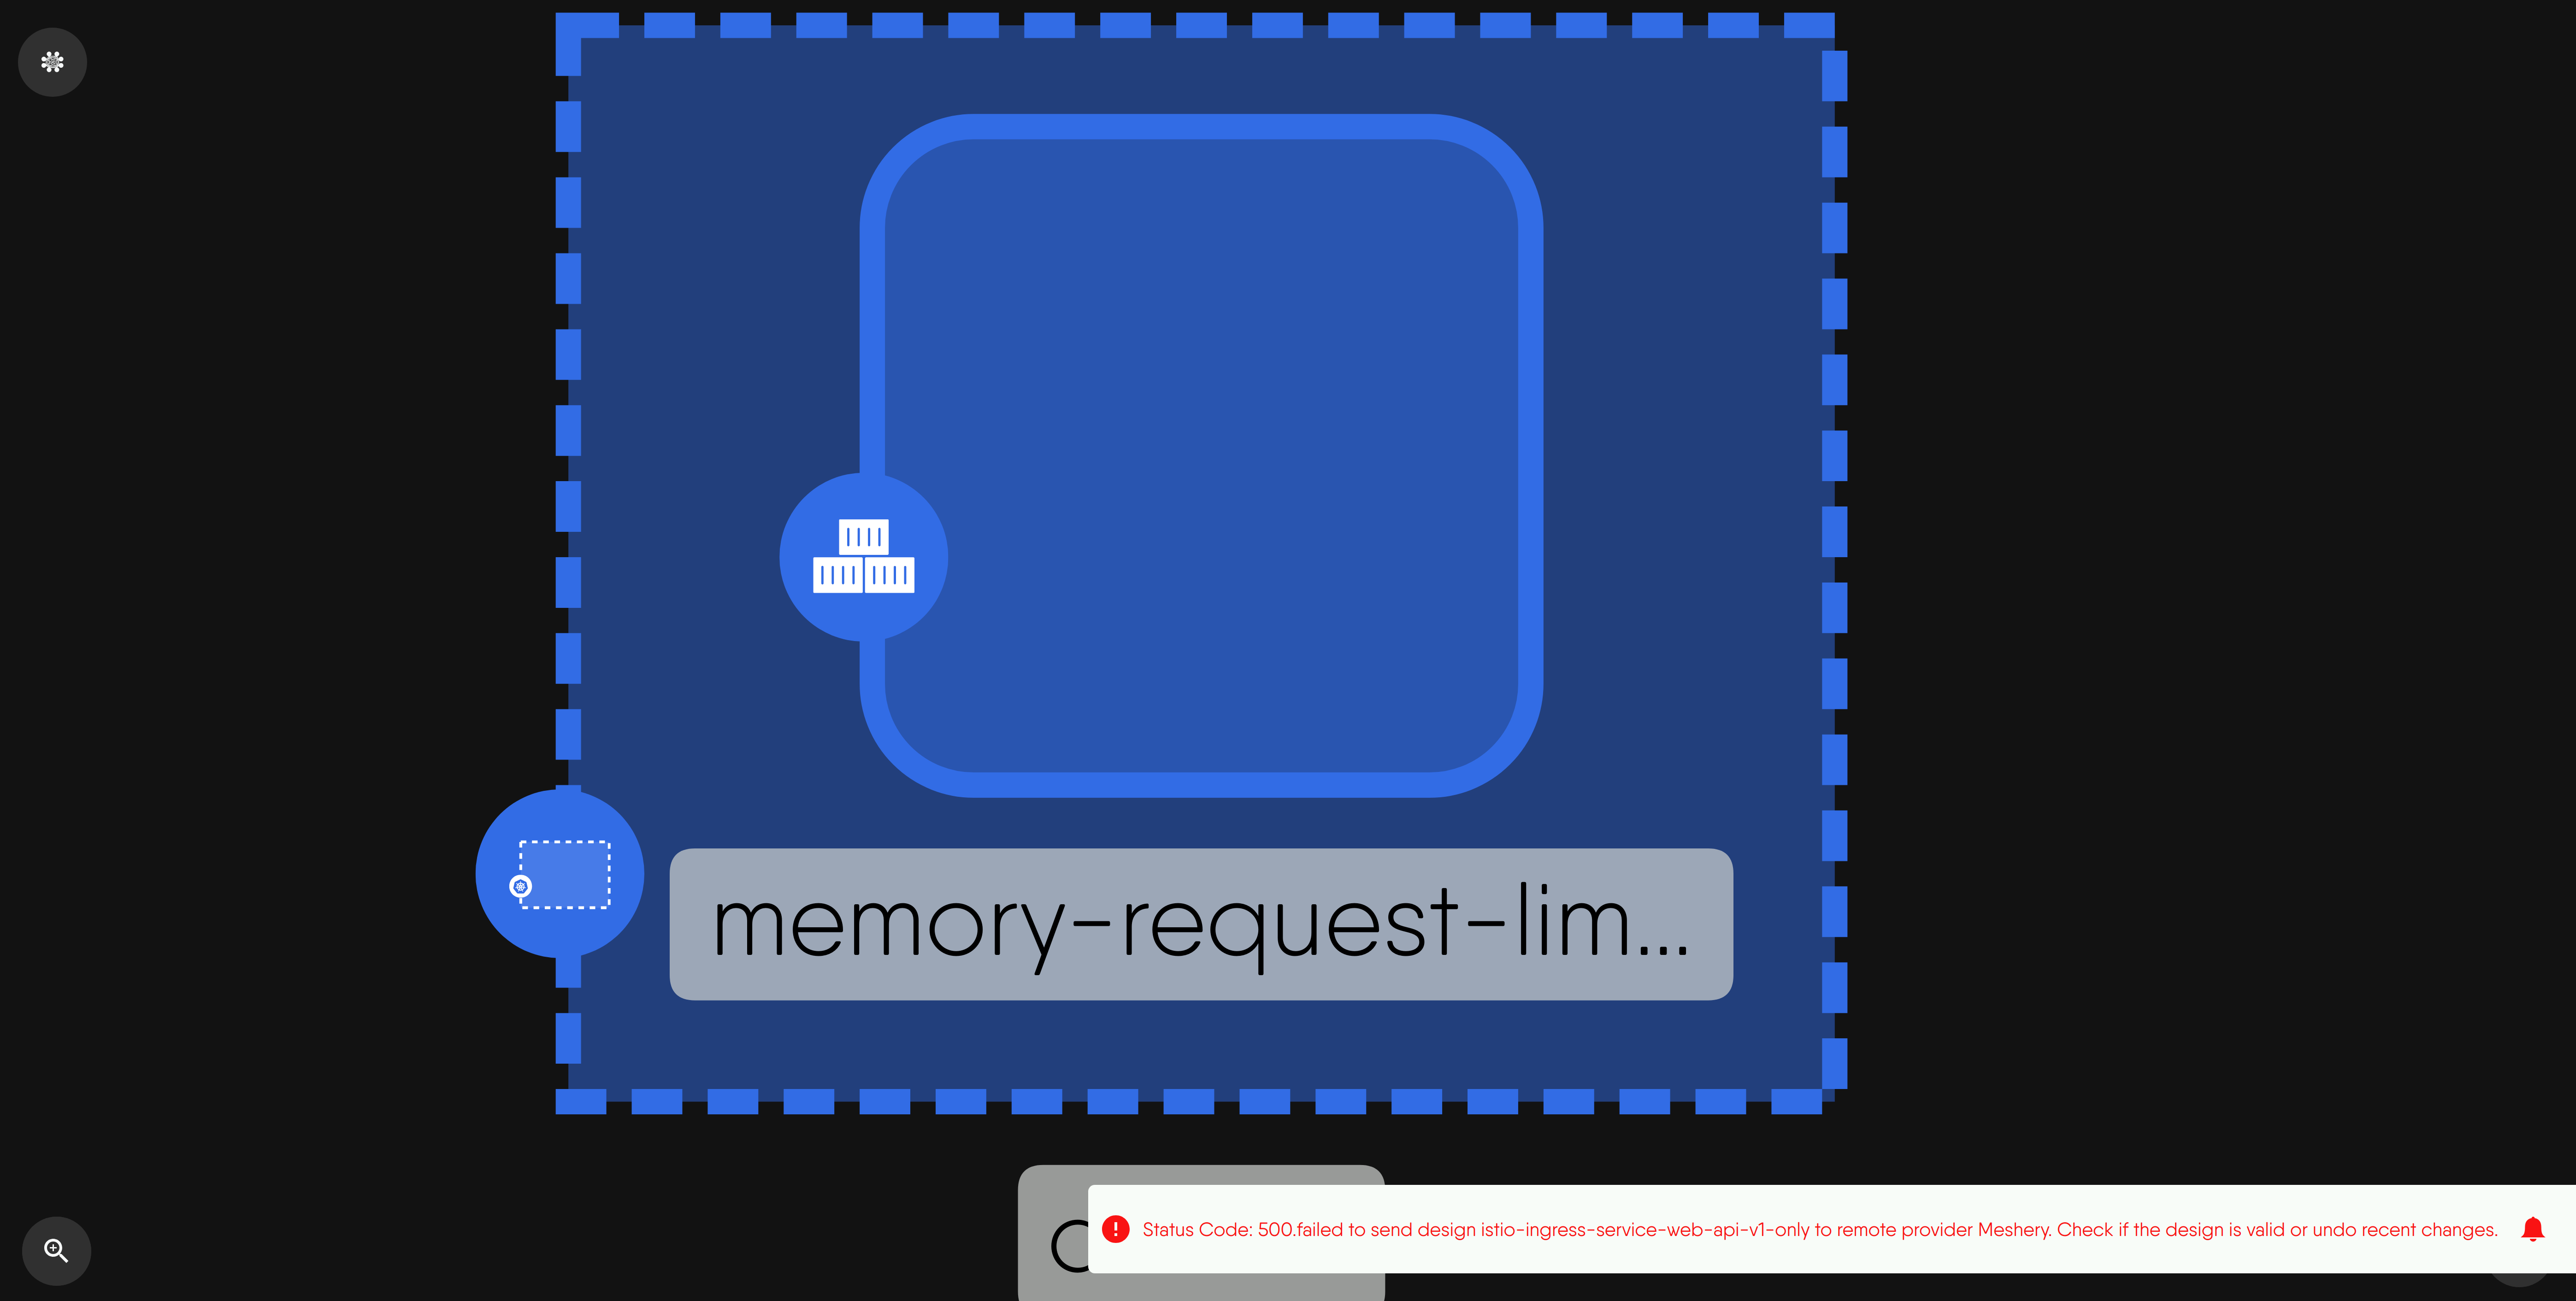 memory-request-lim...
Status Code: 500.failed to send design istio-ingress-service-web-api-v1-only to remote provider Meshery. Check if the design is valid or undo recent changes.